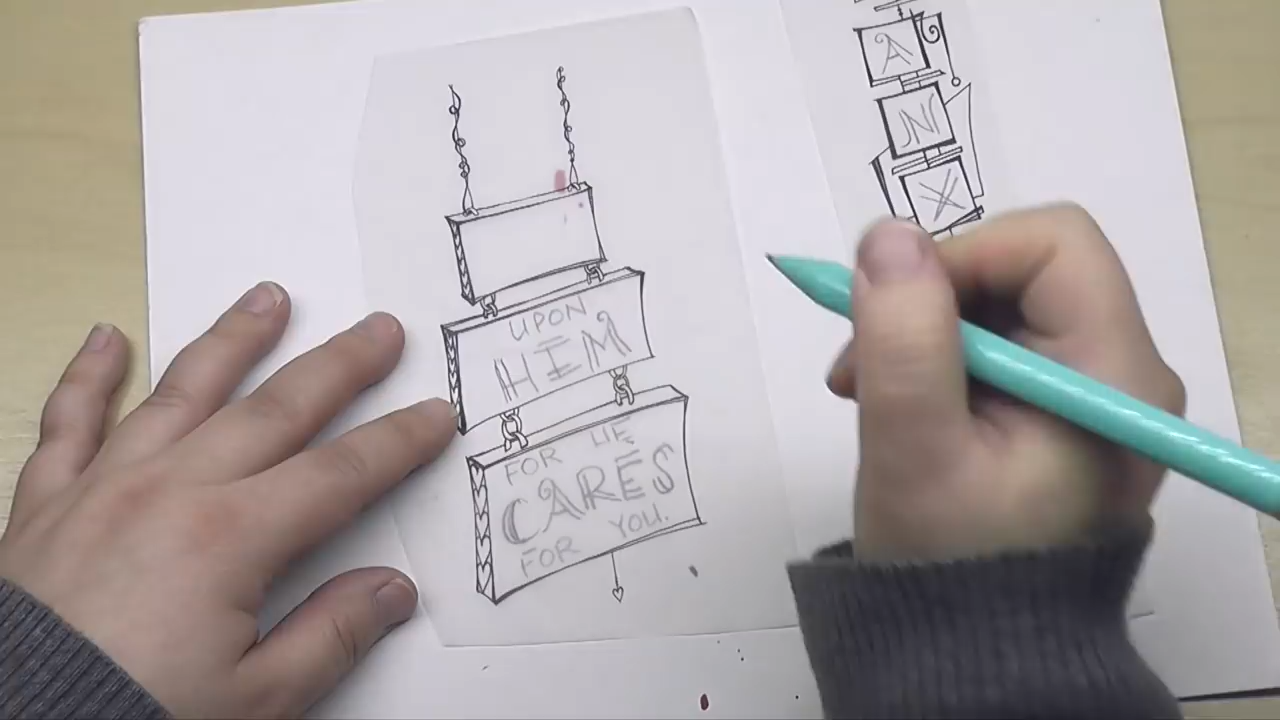 UPON
HIM
FOR HE
CARES
FOR YOU.
A
N
X